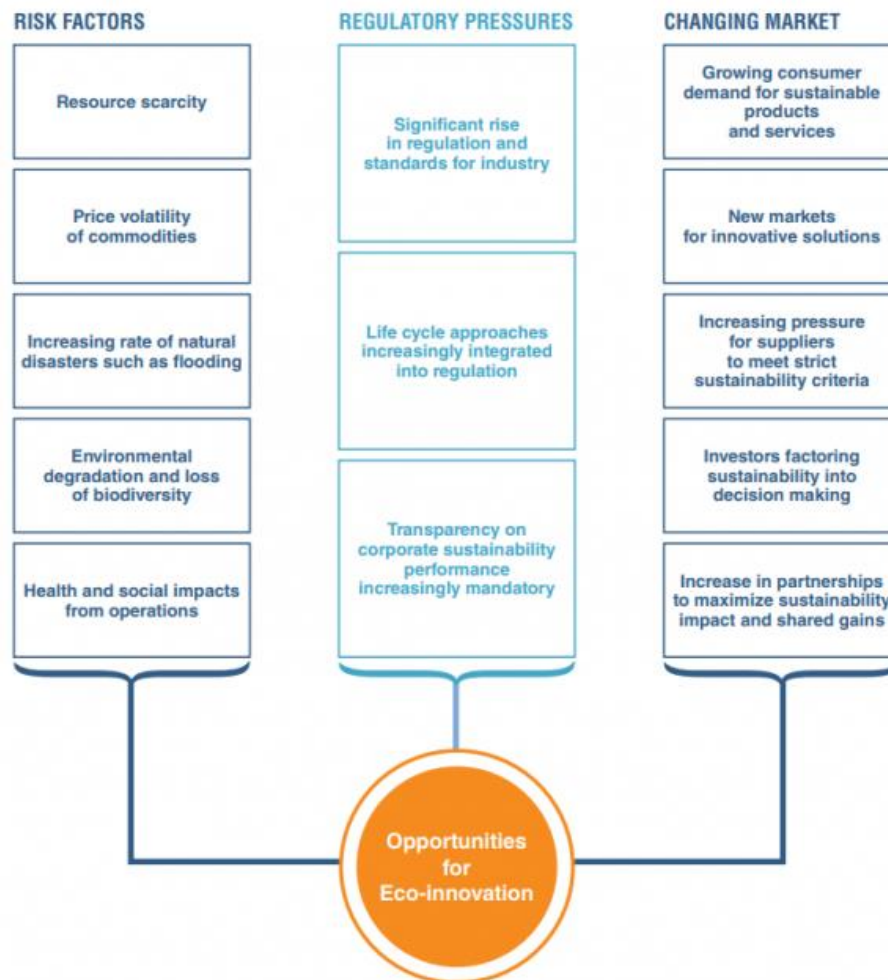 RISK FACTORS
Resource scarcity
Price volatility
of commodities
Increasing rate of natural
disasters such as flooding
Environmental
degradation and loss
of biodiversity
Health and social impacts
from operations
REGULATORY PRESSURES
Significant rise
in regulation and
standards for industry
Life cycle approaches
increasingly integrated
into regulation
Transparency on
corporate sustainability
performance
increasingly mandatory
CHANGING MARKET
Growing consumer
demand for sustainable
products
and services
New markets
for innovative solutions
Increasing pressure
for suppliers
to meet strict
sustainability criteria
Investors factoring
sustainability into
decision making
Increase in partnerships
to maximize sustainability
impact and shared gains
Opportunities
for
Eco-innovation